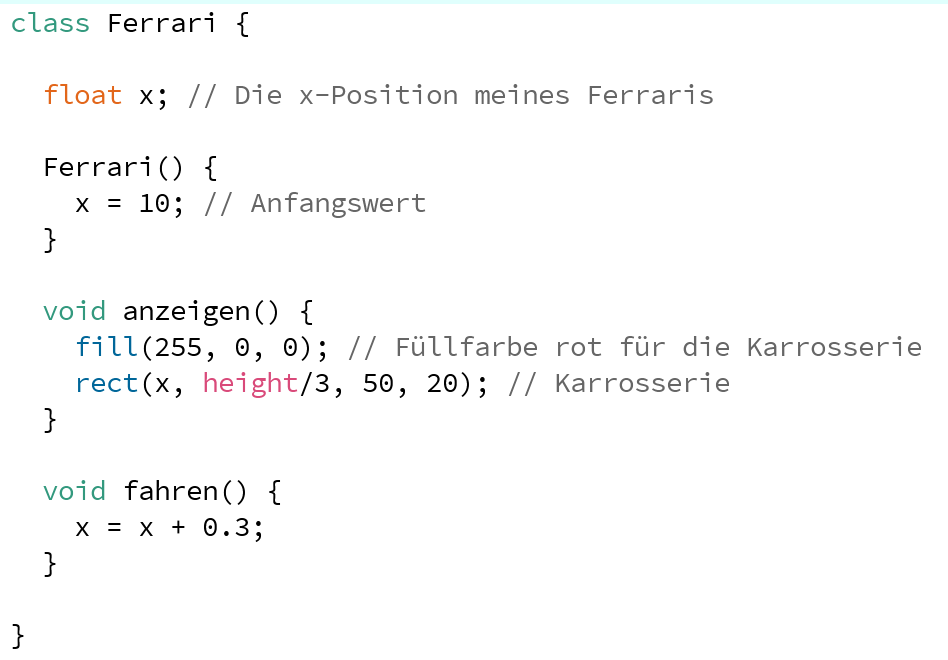 class Ferrari {
float x; // Die x-Position meines Ferraris
Ferrari() {
x = 10; // Anfangswert
}
void anzeigen() {
fill(255, 0, 0); // Füllfarbe rot für die Karrosserie
rect(x, height/3, 50, 20); // Karrosserie
}
void fahren() {
x = x + 0.3;
}
}